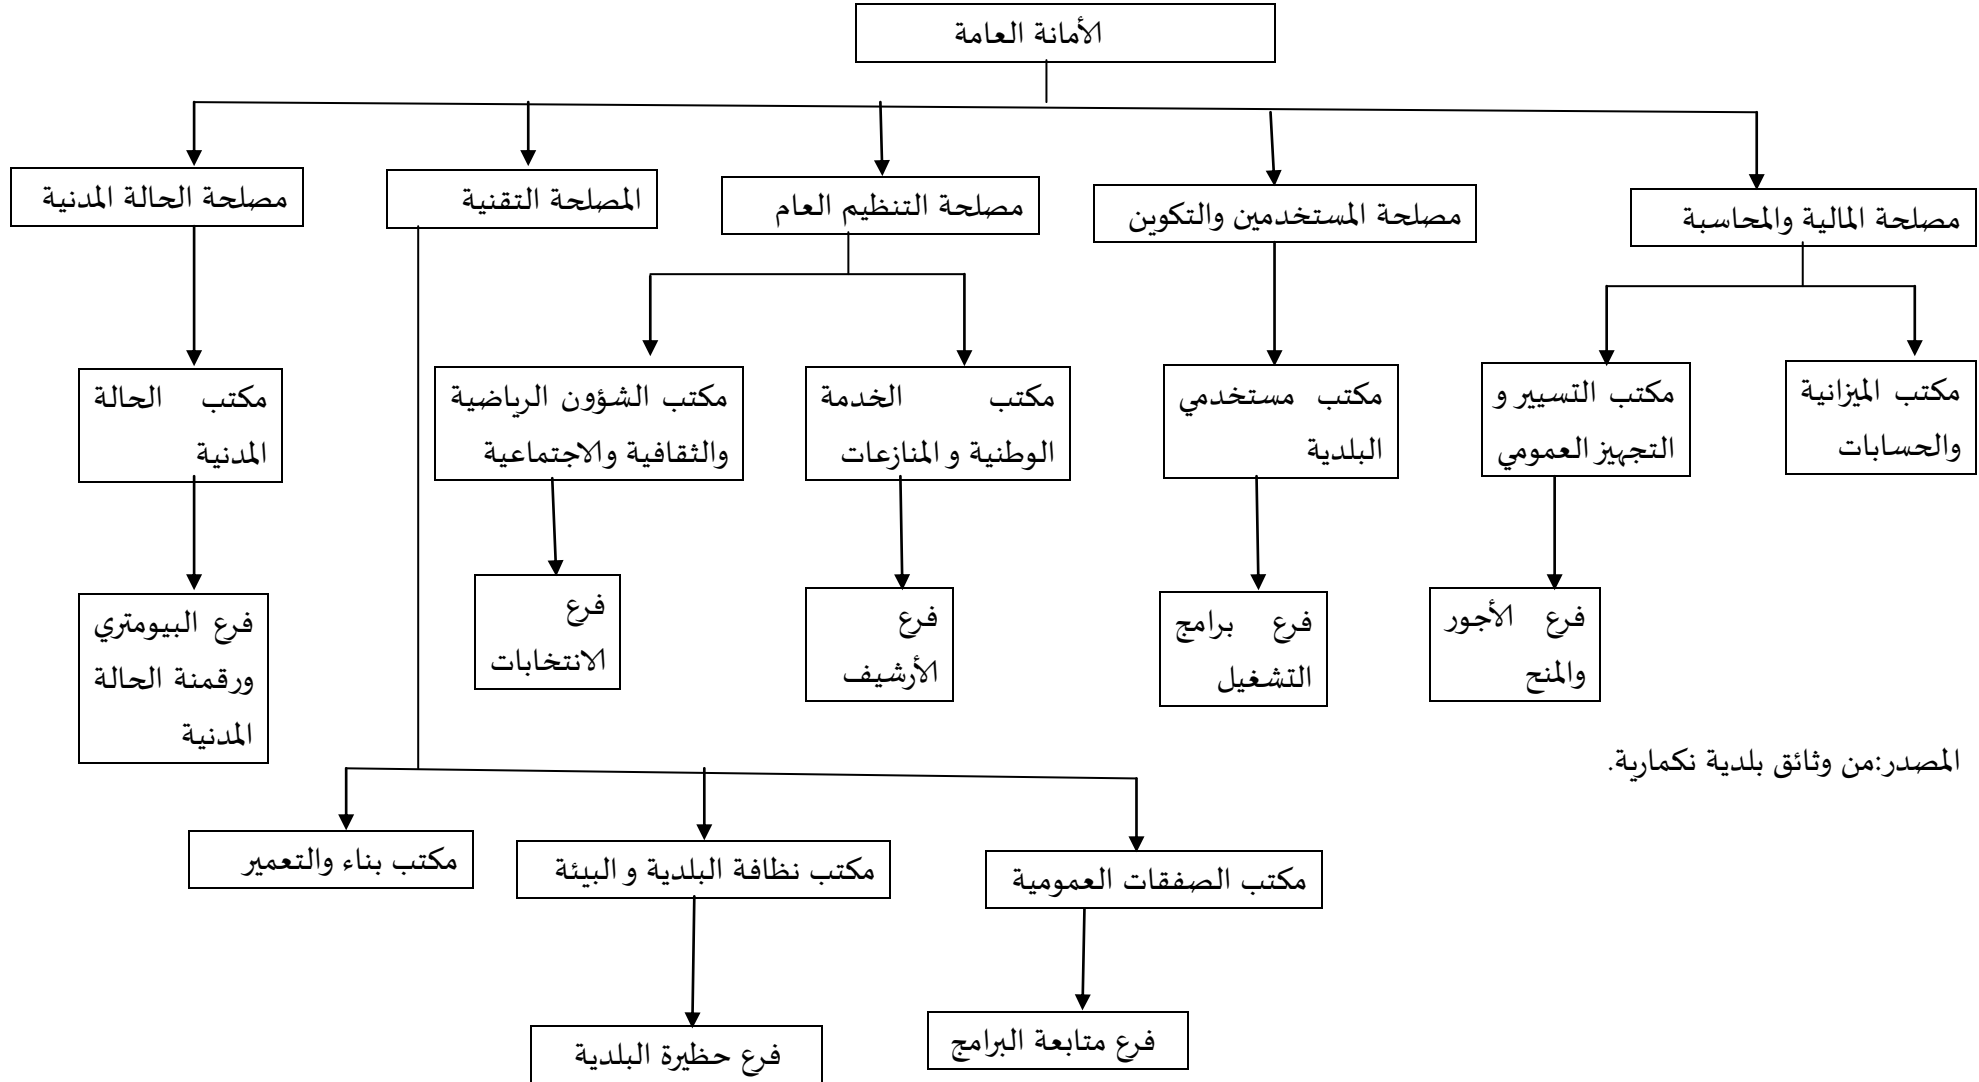 الأمانة العامة
مصلحة المالية والمحاسبة
مصلحة المستخدمين والتكوين
مصلحة التنظيم العام
المصلحة التقنية
مصلحة الحالة المدنية
مكتب الميزانية
والحسابات
مكتب التسيير و
التجهيز العمومي
مكتب مستخدمي
البلدية
مكتب الخدمة
الوطنية و المنازعات
مكتب الشؤون الرياضية
والثقافية والاجتماعية
مكتب الحالة
المدنية
فرع الأجور
والمنح
فرع برامج
التشغيل
فرع
الأرشيف
فرع
الانتخابات
فرع البيومتري
ورقمنة الحالة
المدنية
المصدر:من وثائق بلدية نكمارية.
مكتب الصفقات العمومية
مكتب نظافة البلدية و البيئة
مكتب بناء والتعمير
فرع متابعة البرامج
فرع حظيرة البلدية